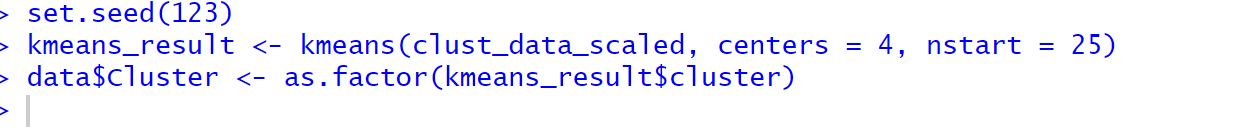 > set.seed(123)
> kmeans_result <- kmeans(clust_data_scaled, centers = 4, nstart = 25)
> data$Cluster <- as.factor(kmeans_result$cluster)
>